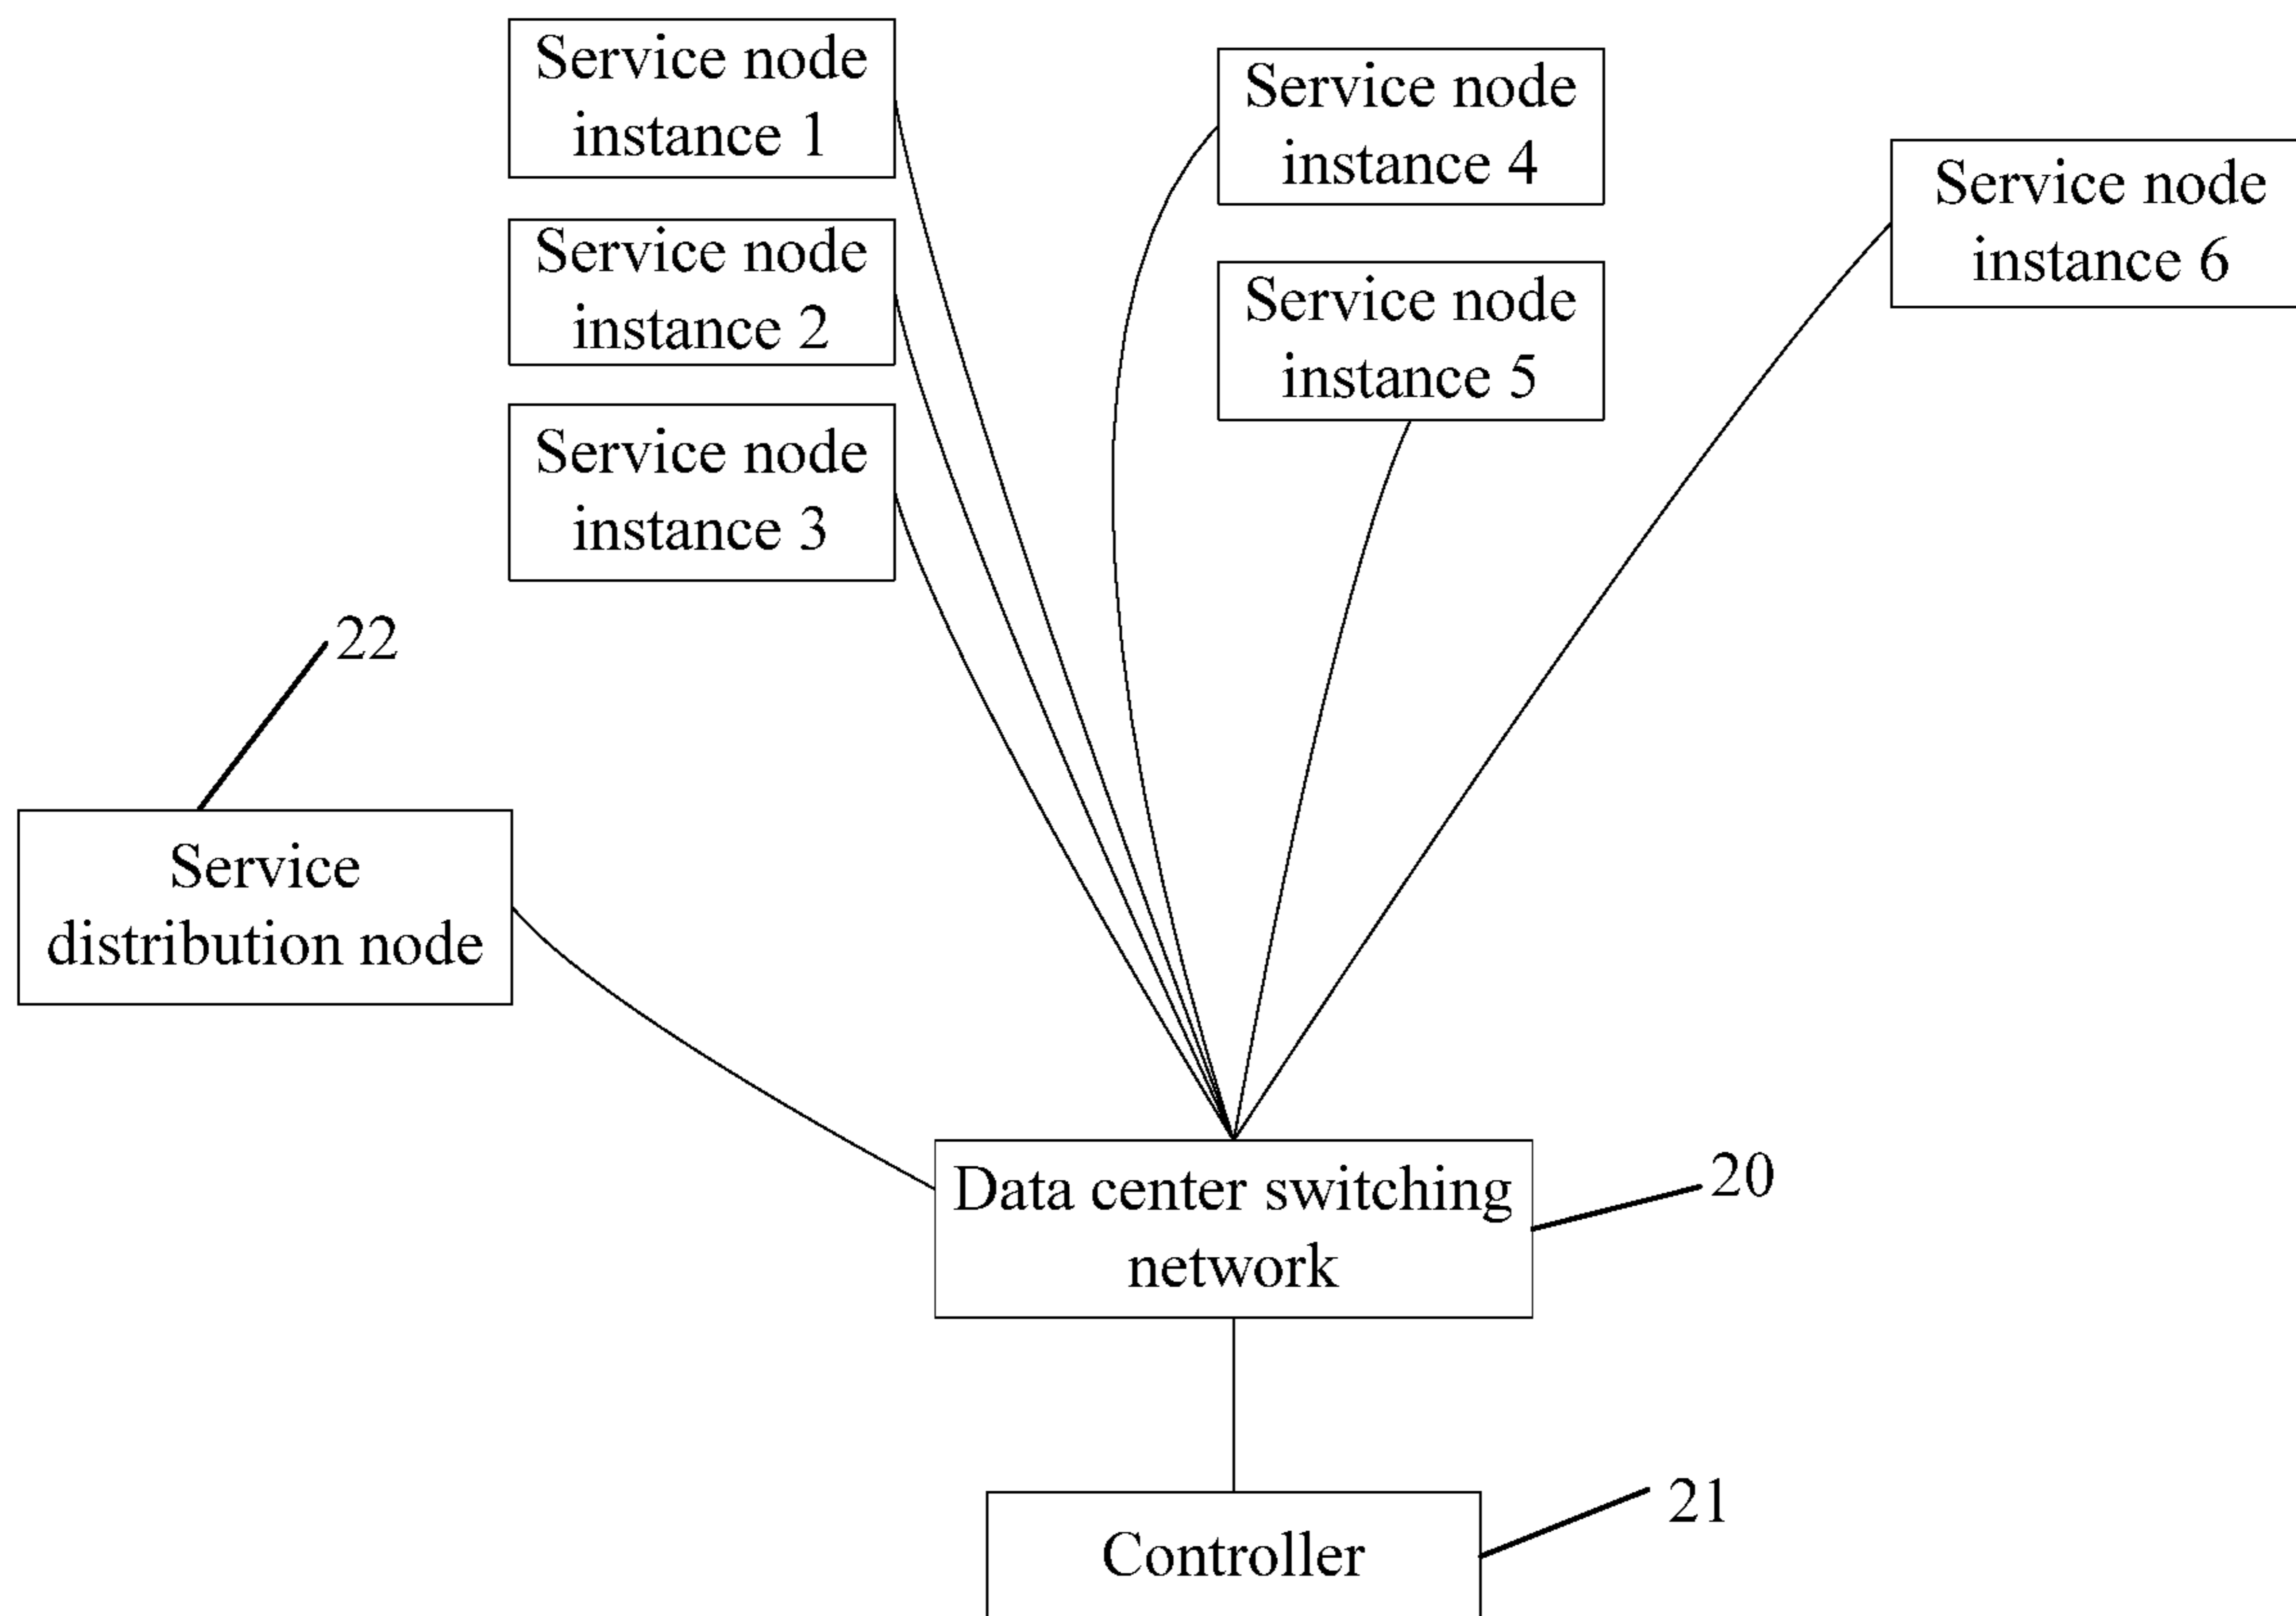 Service node
instance 1
Service node
instance 2
Service node
instance 3
Service node
instance 4
Service node
instance 5
Service node
instance 6
22
Service
distribution node
Data center switching
network
20
Controller
21